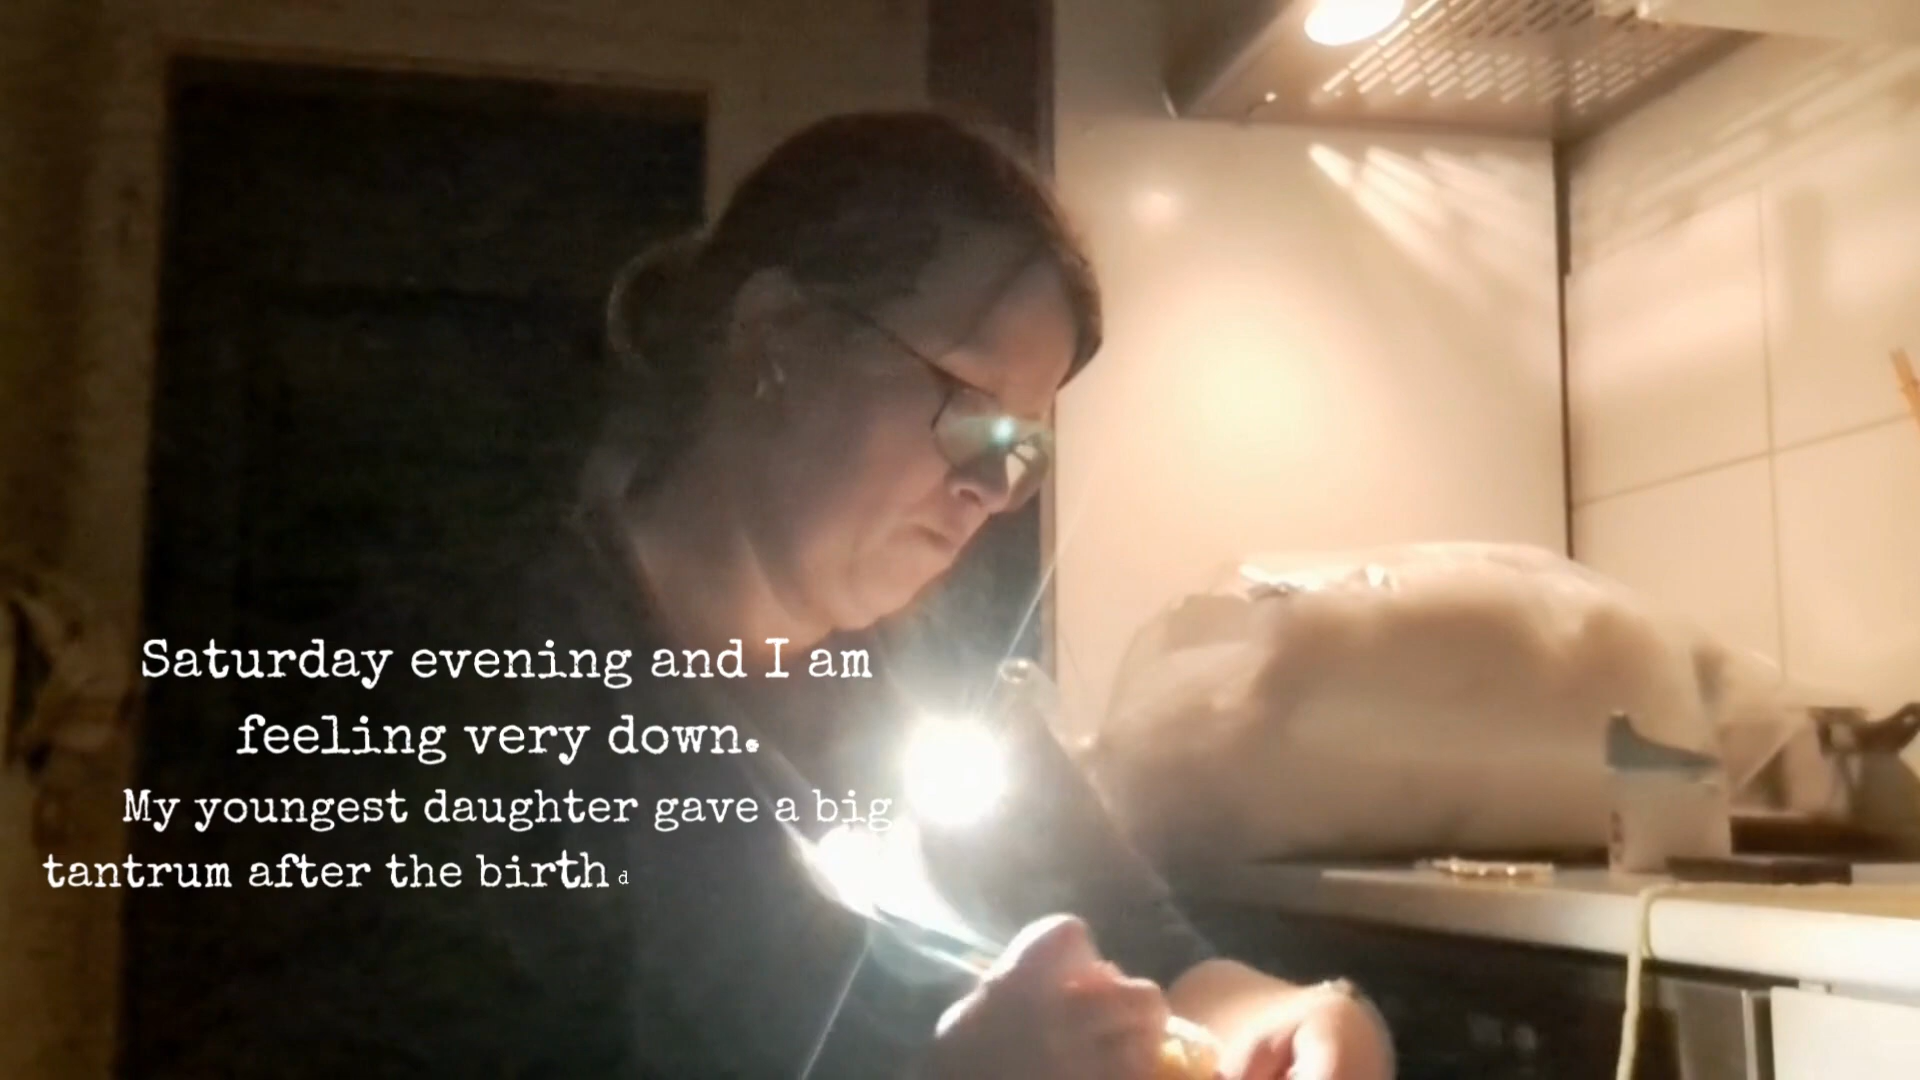 Saturday evening and I am
feeling very down.
My youngest daughter gave a big
tantrum after the birth d